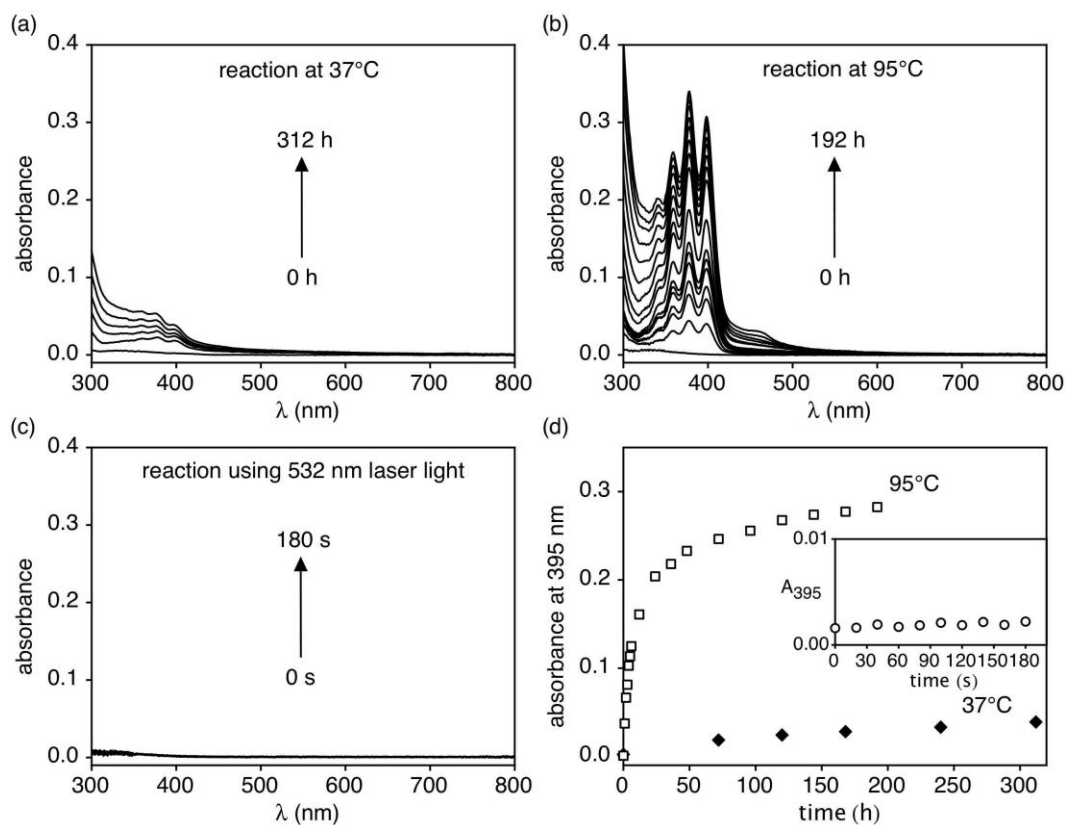 (a)
0.4
0.3
0.2
0.1
0.0
absorbance
reaction at 37°C
312 h
0 h
300 400 500 600 700 800
λ (nm)
(b)
0.4
0.3
0.2
0.1
0.0
absorbance
reaction at 95°C
192 h
0 h
300 400 500 600 700 800
λ (nm)
(c)
0.4
0.3
0.2
0.1
0.0
absorbance
reaction using 532 nm laser light
180 s
0 s
300 400 500 600 700 800
λ (nm)
(d)
0.3
0.2
0.1
0.0
absorbance at 395 nm
95°C
0.01
A395
0.00
0 30 60 90 120 150 180
time (s)
37°C
0 50 100 150 200 250 300
time (h)